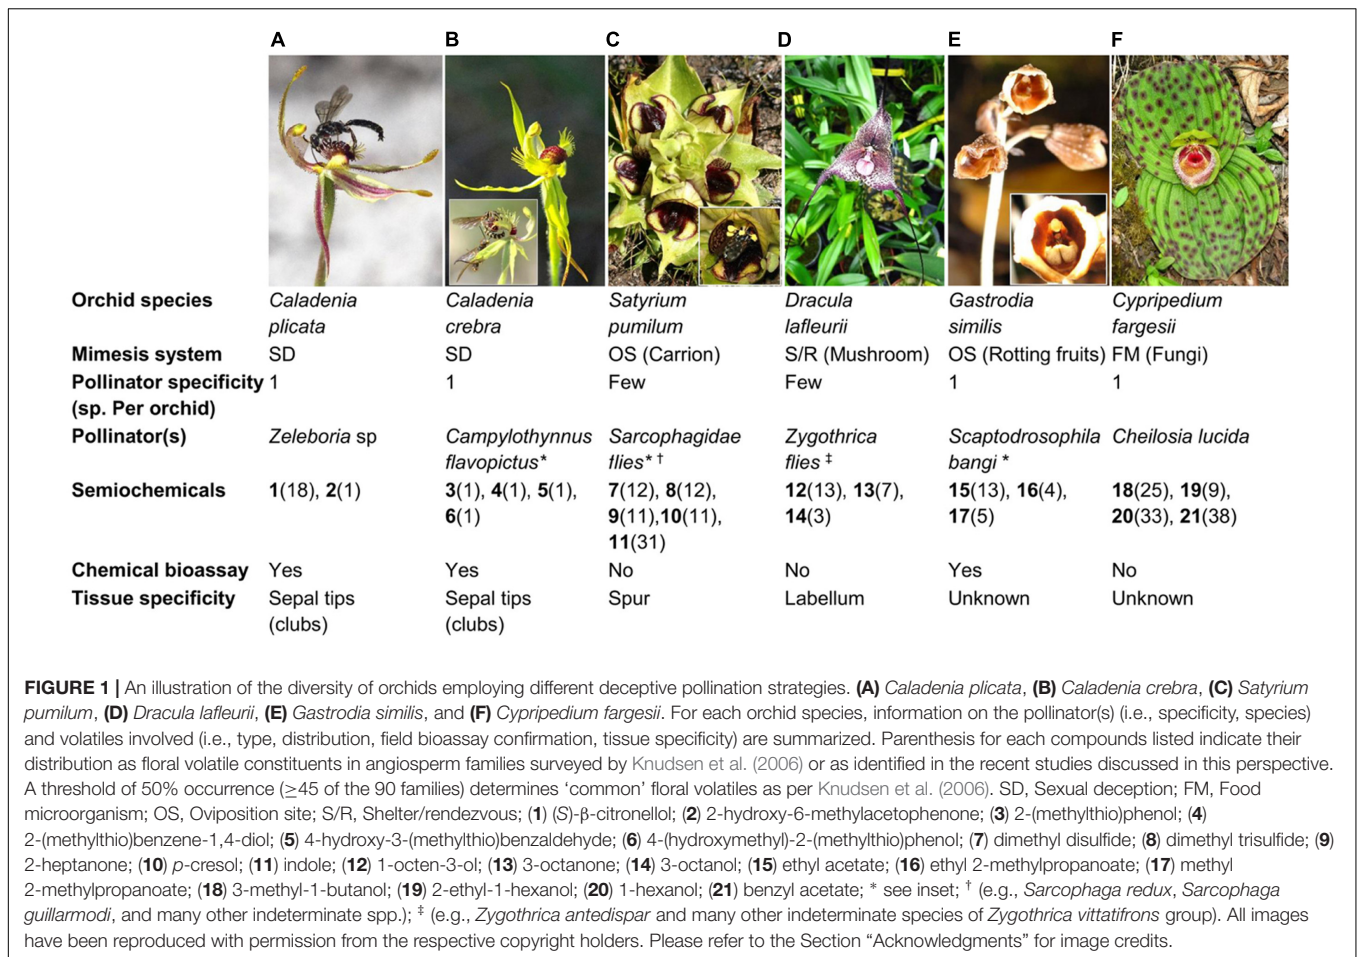 A B C D E F
Orchid species Caladenia plicata Caladenia crebra Satyrium pumilum Dracula lafleurii Gastrodia similis Cypripedium fargesii
Mimesis system SD SD OS (Carrion) S/R (Mushroom) OS (Rotting fruits) FM (Fungi)
Pollinator specificity (sp. Per orchid) 1 1 Few Few 1 1
Pollinator(s) Zeleboria sp Campylothynnus flavopictus* Sarcophagidae flies* † Zygothrica flies ‡ Scaptodrosophila bangi * Cheilosia lucida
Semiochemicals 1(18), 2(1) 3(1), 4(1), 5(1), 6(1) 7(12), 8(12), 9(11),10(11), 11(31) 12(13), 13(7), 14(3) 15(13), 16(4), 17(5) 18(25), 19(9), 20(33), 21(38)
Chemical bioassay Yes Yes No No Yes No
Tissue specificity Sepal tips (clubs) Sepal tips (clubs) Spur Labellum Unknown Unknown
FIGURE 1 | An illustration of the diversity of orchids employing different deceptive pollination strategies. (A) Caladenia plicata, (B) Caladenia crebra, (C) Satyrium
pumilum, (D) Dracula lafleurii, (E) Gastrodia similis, and (F) Cypripedium fargesii. For each orchid species, information on the pollinator(s) (i.e., specificity, species)
and volatiles involved (i.e., type, distribution, field bioassay confirmation, tissue specificity) are summarized. Parenthesis for each compounds listed indicate their
distribution as floral volatile constituents in angiosperm families surveyed by Knudsen et al. (2006) or as identified in the recent studies discussed in this perspective.
A threshold of 50% occurrence (≥45 of the 90 families) determines ‘common’ floral volatiles as per Knudsen et al. (2006). SD, Sexual deception; FM, Food
microorganism; OS, Oviposition site; S/R, Shelter/rendezvous; (1) (S)-β-citronellol; (2) 2-hydroxy-6-methylacetophenone; (3) 2-(methylthio)phenol; (4)
2-(methylthio)benzene-1,4-diol; (5) 4-hydroxy-3-(methylthio)benzaldehyde; (6) 4-(hydroxymethyl)-2-(methylthio)phenol; (7) dimethyl disulfide; (8) dimethyl trisulfide; (9)
2-heptanone; (10) p-cresol; (11) indole; (12) 1-octen-3-ol; (13) 3-octanone; (14) 3-octanol; (15) ethyl acetate; (16) ethyl 2-methylpropanoate; (17) methyl
2-methylpropanoate; (18) 3-methyl-1-butanol; (19) 2-ethyl-1-hexanol; (20) 1-hexanol; (21) benzyl acetate; * see inset; † (e.g., Sarcophaga redux, Sarcophaga
guillarmodi, and many other indeterminate spp.); ‡ (e.g., Zygothrica antedispar and many other indeterminate species of Zygothrica vittatifrons group). All images
have been reproduced with permission from the respective copyright holders. Please refer to the Section “Acknowledgments” for image credits.